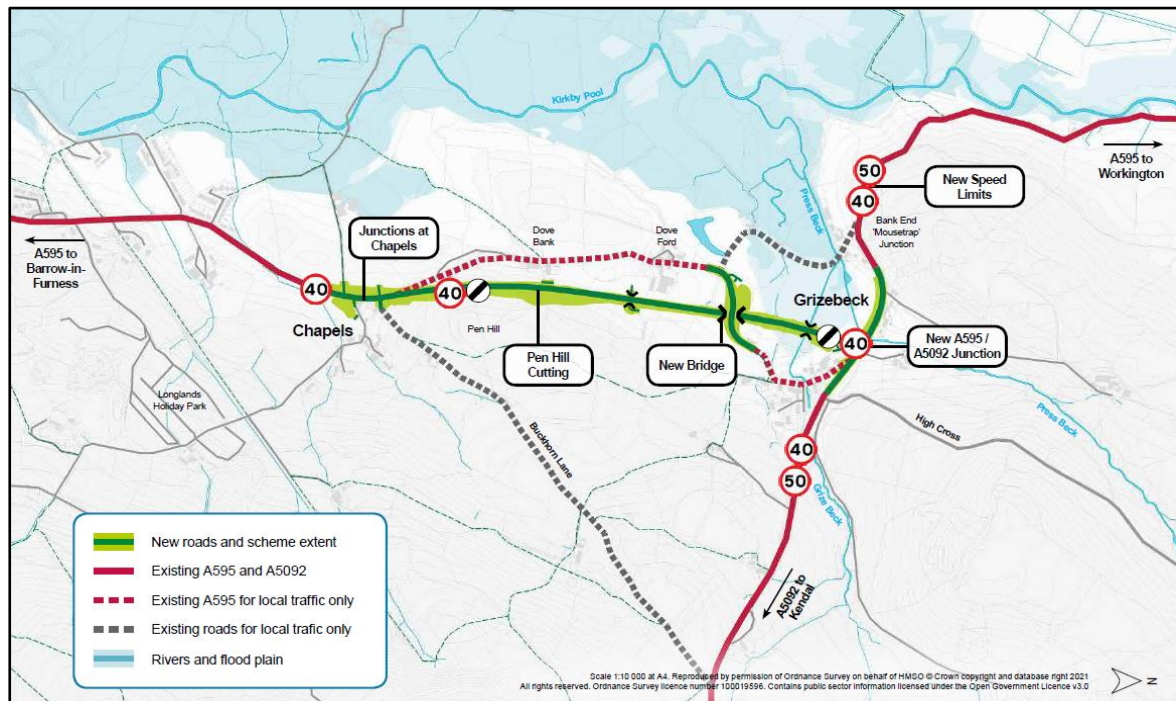 Kirkby Pool
A595 to
Workington
50
40
New Speed
Limits
Press Beck
Bank End
'Mousetrap'
Junction
Junctions at
Chapels
Dove
Bank
Dove
Ford
A595 to
Barrow-in-
Furness
40
40
Grizebeck
Chapels
Pen Hill
Pen Hill
Cutting
New Bridge
40
New A595 /
A5092 Junction
Longlands
Holiday Park
Buckhorn Lane
High Cross
Press Beck
40
50
Grize Beck
A5092 to
Kendal
New roads and scheme extent
Existing A595 and A5092
Existing A595 for local traffic only
Existing roads for local trafic only
Rivers and flood plain
Scale 1:10 000 at A4. Reproduced by permission of Ordnance Survey on behalf of HMSO © Crown copyright and database right 2021
All rights reserved. Ordnance Survey licence number 100019596. Contains public sector information licensed under the Open Government Licence v3.0
N